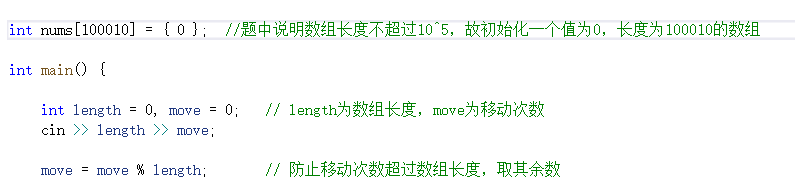 int nums[100010] = { 0 };  //题中说明数组长度不超过10^5，故初始化一个值为0，长度为100010的数组
int main() {
int length = 0, move = 0;   // length为数组长度，move为移动次数
cin >> length >> move;
move = move % length;       // 防止移动次数超过数组长度，取其余数